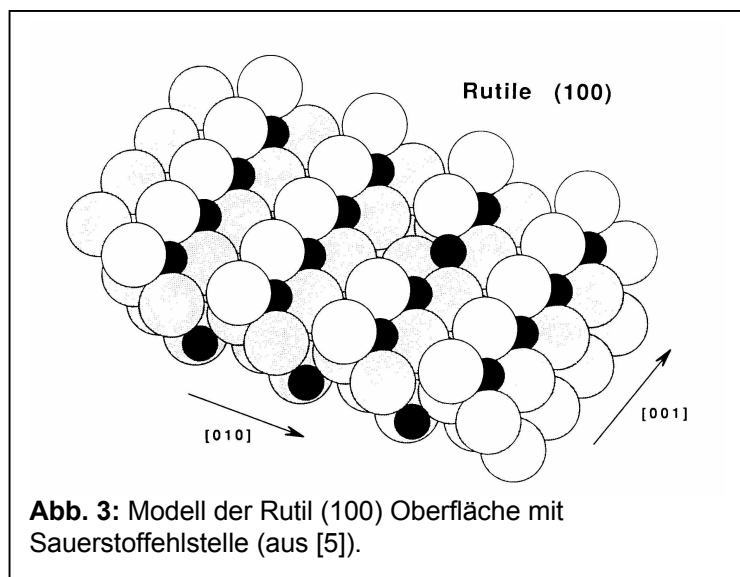 Rutile (100)
[010]
[001]
Abb. 3: Modell der Rutil (100) Oberfläche mit
Sauerstoffehlstelle (aus [5]).